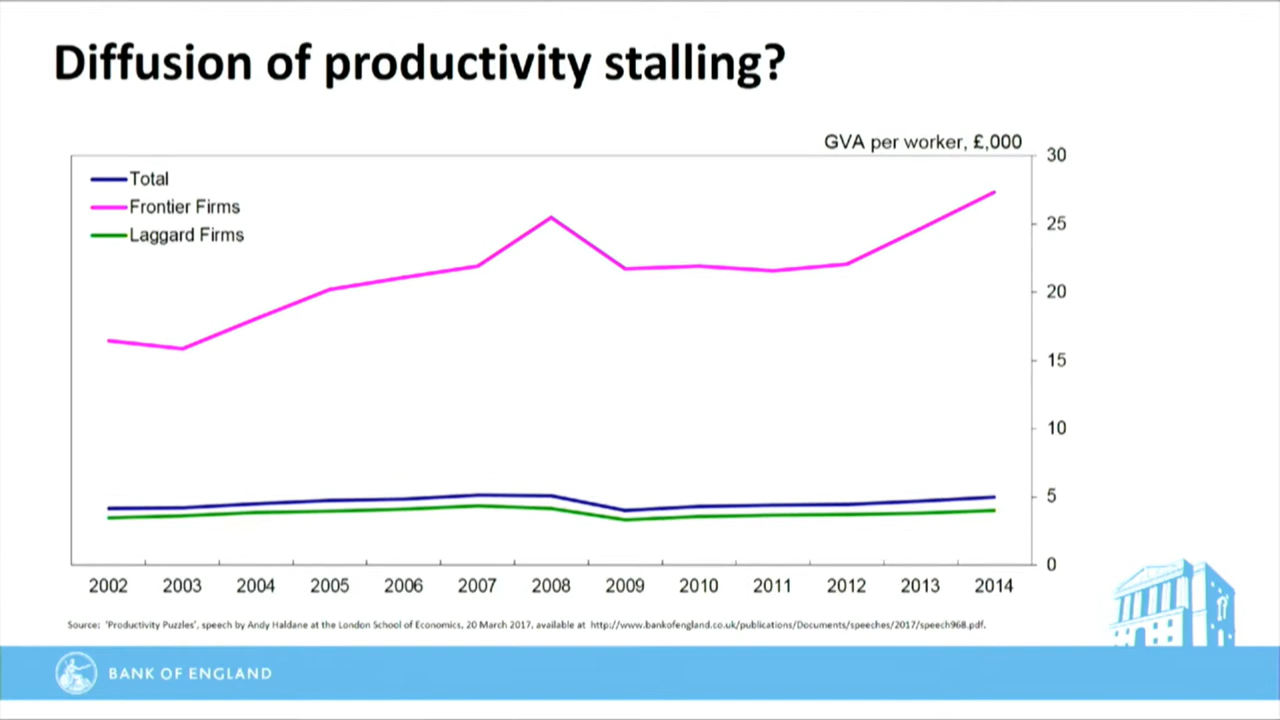 Diffusion of productivity stalling?
GVA per worker, £,000
Total
Frontier Firms
Laggard Firms
30
25
20
15
10
5
0
2002 2003 2004 2005 2006 2007 2008 2009 2010 2011 2012 2013 2014
Source: 'Productivity Puzzles', speech by Andy Haldane at the London School of Economics, 20 March 2017, available at http://www.bankofengland.co.uk/publications/Documents/speeches/2017/speech968.pdf.
BANK OF ENGLAND